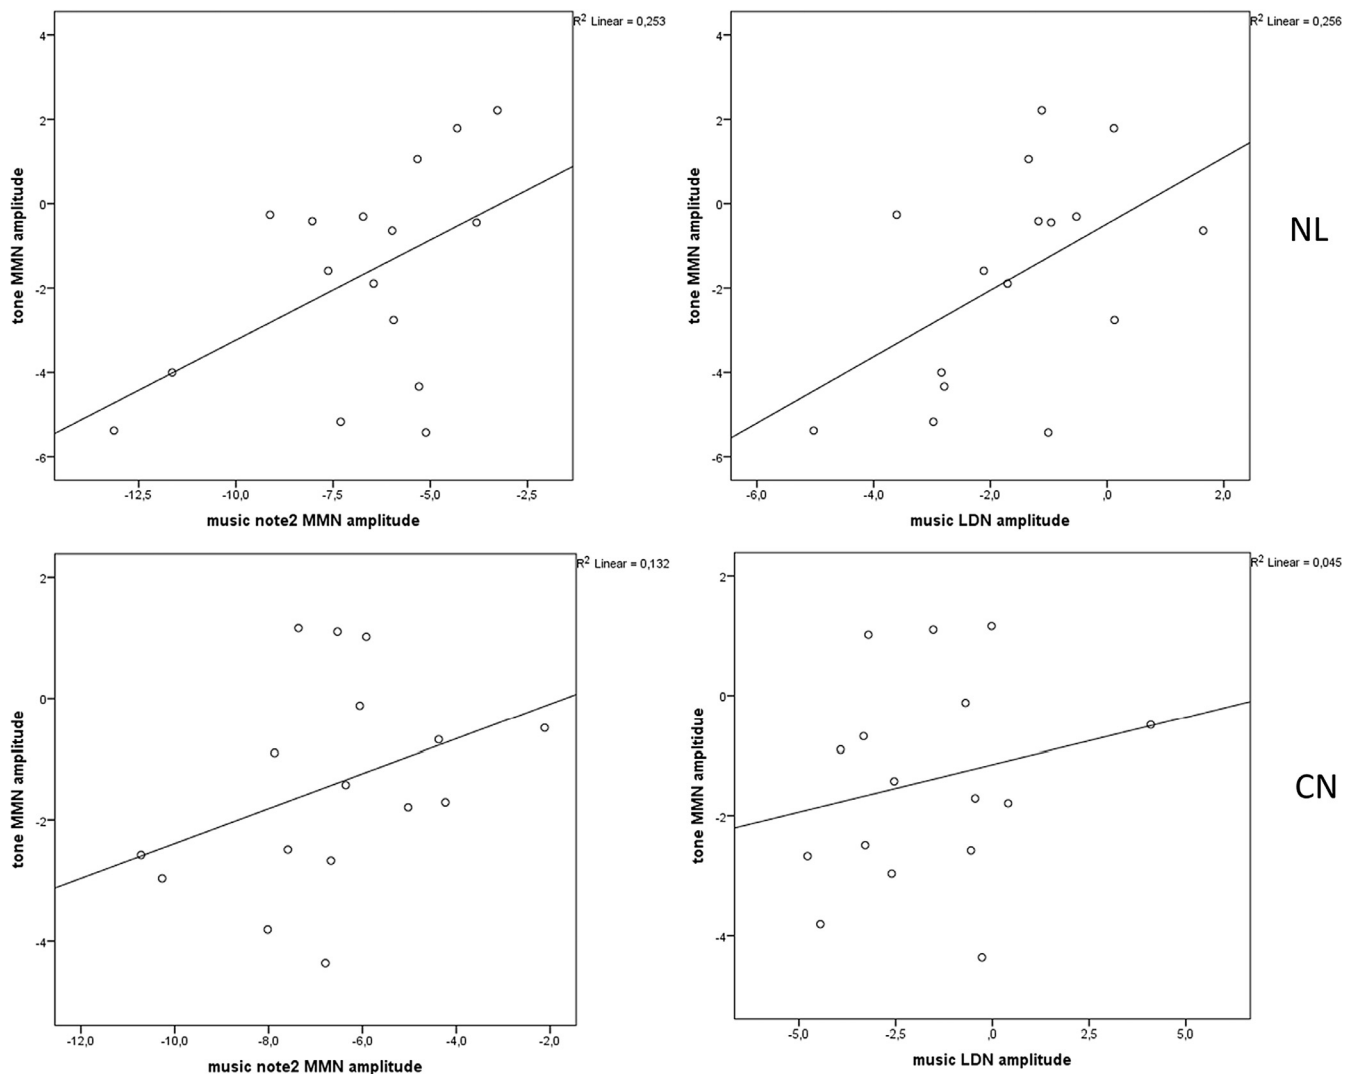 R2 Linear = 0,253
4
2
0
-2
-4
-6
tone MMN amplitude
-12,5 -10,0 -7,5 -5,0 -2,5
music note2 MMN amplitude
R2 Linear = 0,256
4
2
0
-2
-4
-6
tone MMN amplitude
-6,0 -4,0 -2,0 ,0 2,0
music LDN amplitude
NL
R2 Linear = 0,132
2
0
-2
-4
tone MMN amplitude
-12,0 -10,0 -8,0 -6,0 -4,0 -2,0
music note2 MMN amplitude
R2 Linear = 0,045
2
0
-2
-4
tone MMN ampltidue
-5,0 -2,5 ,0 2,5 5,0
music LDN amplitude
CN